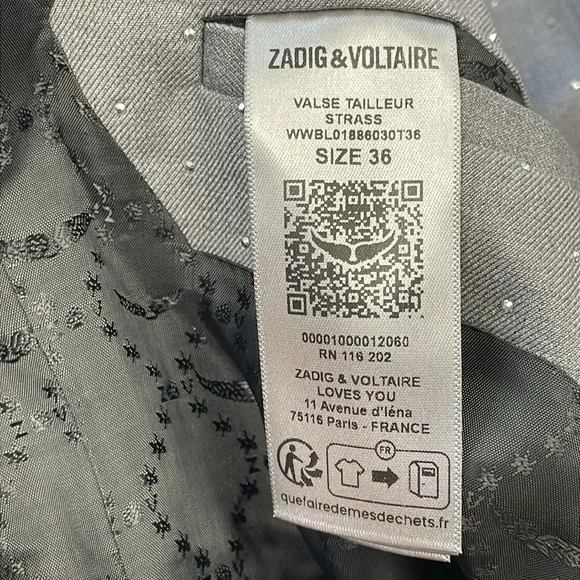 ZADIG&VOLTAIRE
VALSE TAILLEUR
STRASS
WWBL01886030T36
SIZE 36
00001000012060
RN 116 202
ZADIG & VOLTAIRE
LOVES YOU
11 Avenue d'Iéna
75116 Paris - FRANCE
FR
quefairedemesdechets.fr